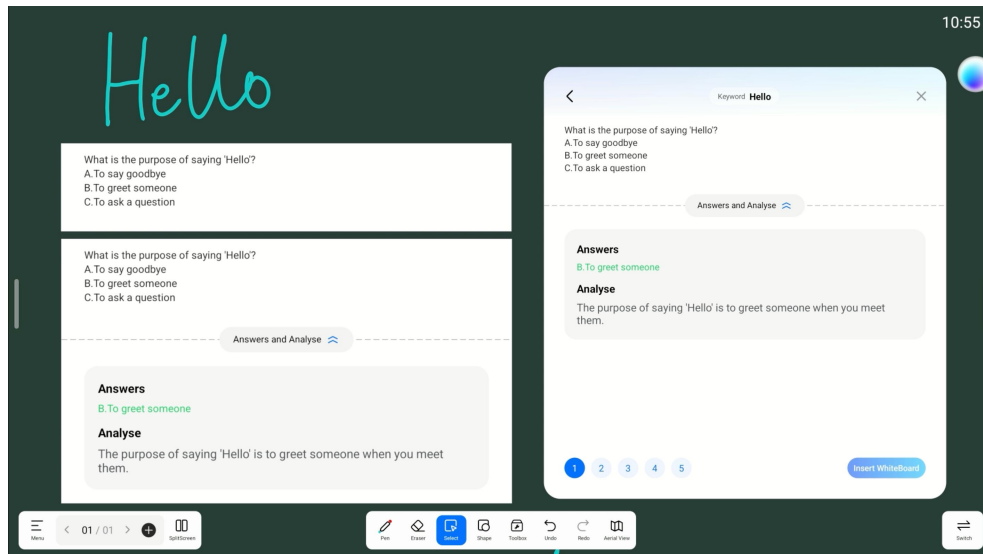 10:55
Hello
What is the purpose of saying 'Hello'?
A.To say goodbye
B.To greet someone
C.To ask a question
What is the purpose of saying 'Hello'?
A.To say goodbye
B.To greet someone
C.To ask a question
Answers and Analyse
Answers
B.To greet someone
Analyse
The purpose of saying 'Hello' is to greet someone when you meet
them.
Keyword Hello
What is the purpose of saying 'Hello'?
A.To say goodbye
B.To greet someone
C.To ask a question
Answers and Analyse
Answers
B.To greet someone
Analyse
The purpose of saying 'Hello' is to greet someone when you meet
them.
1 2 3 4 5
Insert WhiteBoard
Menu
01 / 01
SplitScreen
Pen Eraser Select Shape Toolbox Undo Redo Aerial View
Switch